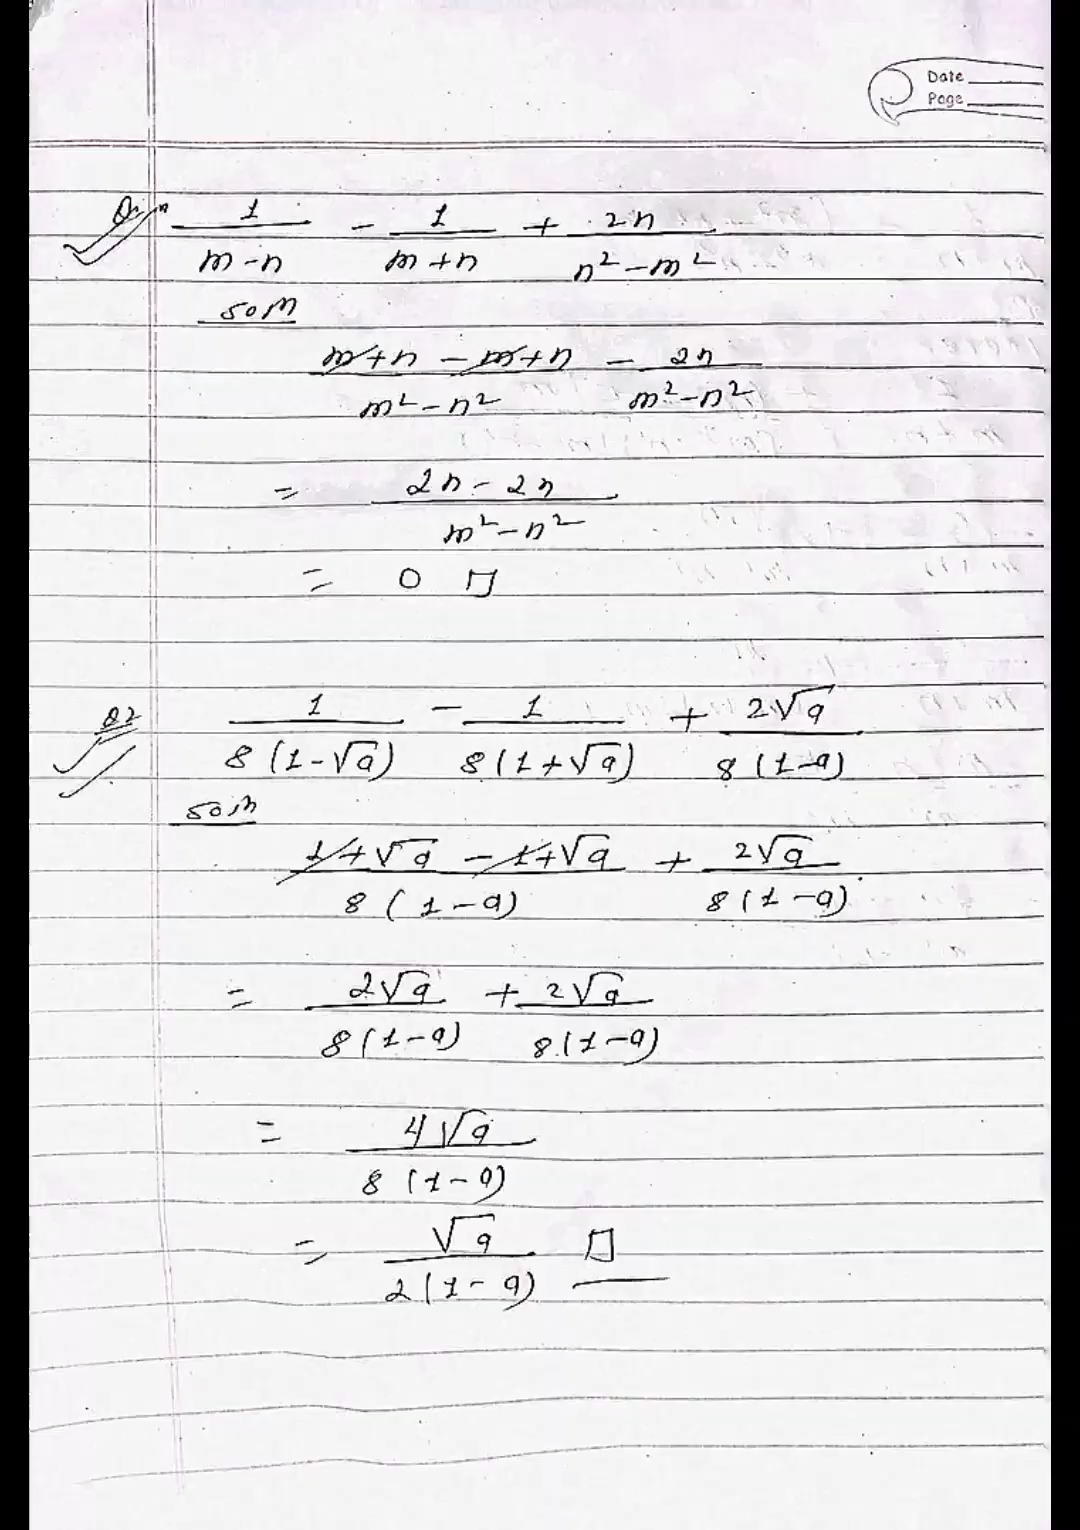 Date
Page
Q.1 1/(m-n) - 1/(m+n) + 2n/(n²-m²)
Soln
(m+n - m+n)/(m²-n²) - 2n/(m²-n²)
= (2n-2n)/(m²-n²)
= 0 □
Q2 1/(8(1-√a)) - 1/(8(1+√a)) + 2√a/(8(1-a))
Soln
(1+√a - 1+√a)/(8(1-a)) + 2√a/(8(1-a))
= 2√a/(8(1-a)) + 2√a/(8(1-a))
= 4√a/(8(1-a))
= √a/(2(1-a)) □